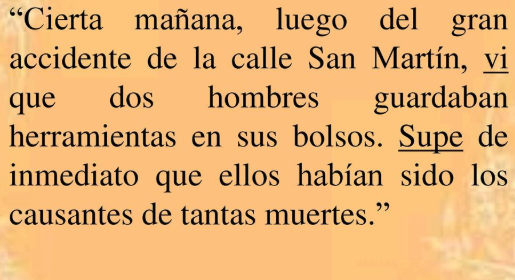 “Cierta mañana, luego del gran
accidente de la calle San Martín, vi
que dos hombres guardaban
herramientas en sus bolsos. Supe de
inmediato que ellos habían sido los
causantes de tantas muertes.”